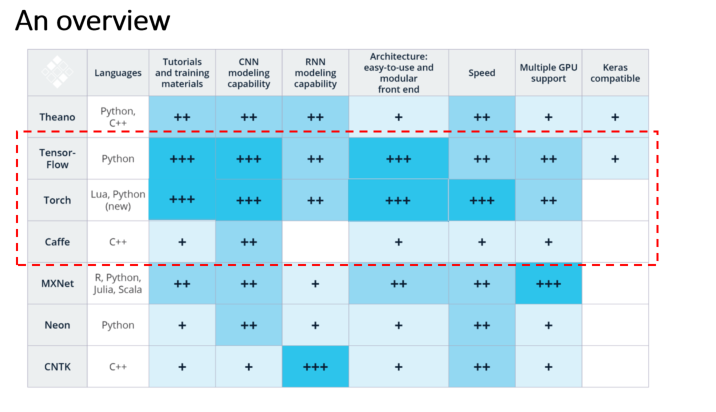 An overview
Languages
Tutorials
and training
materials
CNN
modeling
capability
RNN
modeling
capability
Architecture:
easy-to-use and
modular
front end
Speed
Multiple GPU
support
Keras
compatible
Theano
Python,
C++
++
++
++
+
++
+
+
Tensor-
Flow
Python
+++
+++
++
+++
++
++
+
Torch
Lua, Python
(new)
+++
+++
++
+++
+++
++
Caffe
C++
+
++
+
+
+
MXNet
R, Python,
Julia, Scala
++
++
+
++
++
+++
Neon
Python
+
++
+
+
++
+
CNTK
C++
+
+
+++
+
++
+